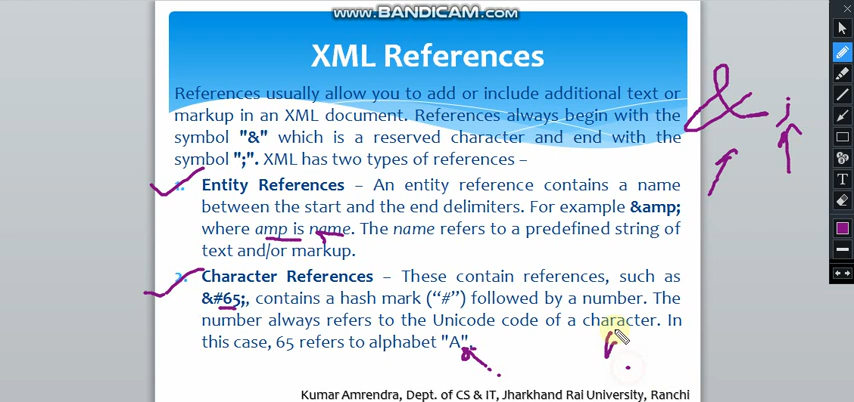 www.BANDICAM.com
XML References
References usually allow you to add or include additional text or
markup in an XML document. References always begin with the
symbol "&" which is a reserved character and end with the
symbol ";". XML has two types of references –
1. Entity References – An entity reference contains a name
between the start and the end delimiters. For example &amp;
where amp is name. The name refers to a predefined string of
text and/or markup.
2. Character References – These contain references, such as
&#65;, contains a hash mark (“#”) followed by a number. The
number always refers to the Unicode code of a character. In
this case, 65 refers to alphabet "A".
Kumar Amrendra, Dept. of CS & IT, Jharkhand Rai University, Ranchi
& ;
T